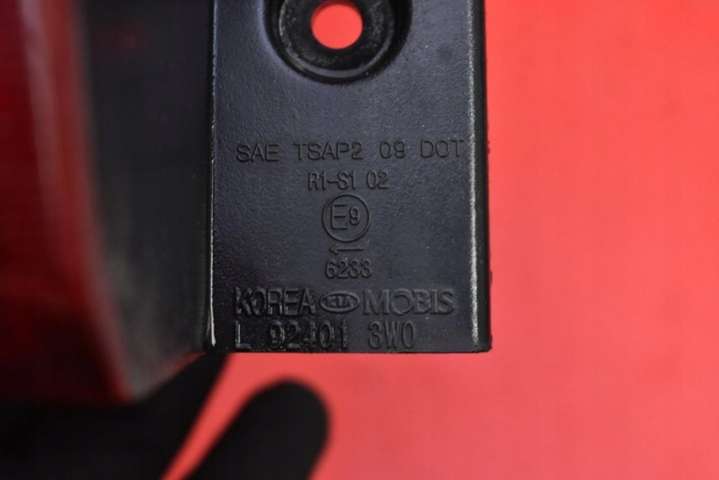 SAE TSAP2 09 DOT
R1-S1 02
E9
←
6233
KOREA KIA MOBIS
L 92401 3W0